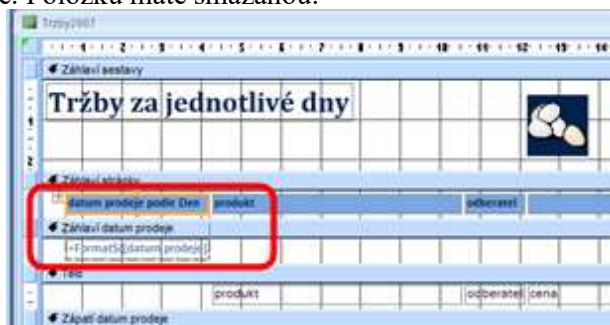 Položku máte smazanou.
Tržby2007
Záhlaví sestavy
Tržby za jednotlivé dny
Záhlaví stránky
datum prodeje podle Den produkt odberatel
Záhlaví datum prodeje
=Format$([datum prodeje]
Tělo
produkt odberatel cena
Zápatí datum prodeje